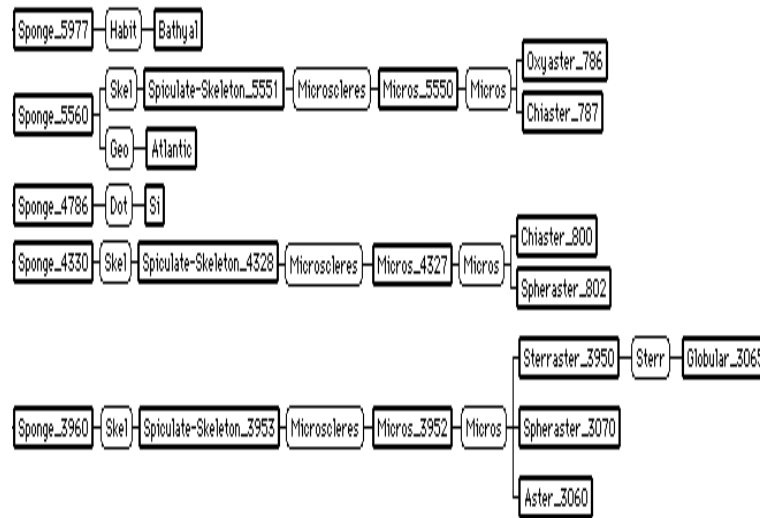 Sponge_5977 Habit Bathyal
Oxyaster_786
Skel Spiculate-Skeleton_5551 Microscleres Micros_5550 Micros
Chiaster_787
Sponge_5560
Geo Atlantic
Sponge_4786 Dot Si
Chiaster_800
Sponge_4330 Skel Spiculate-Skeleton_4328 Microscleres Micros_4327 Micros
Spheraster_802
Sterraster_3950 Sterr Globular_3065
Sponge_3960 Skel Spiculate-Skeleton_3953 Microscleres Micros_3952 Micros Spheraster_3070
Aster_3060